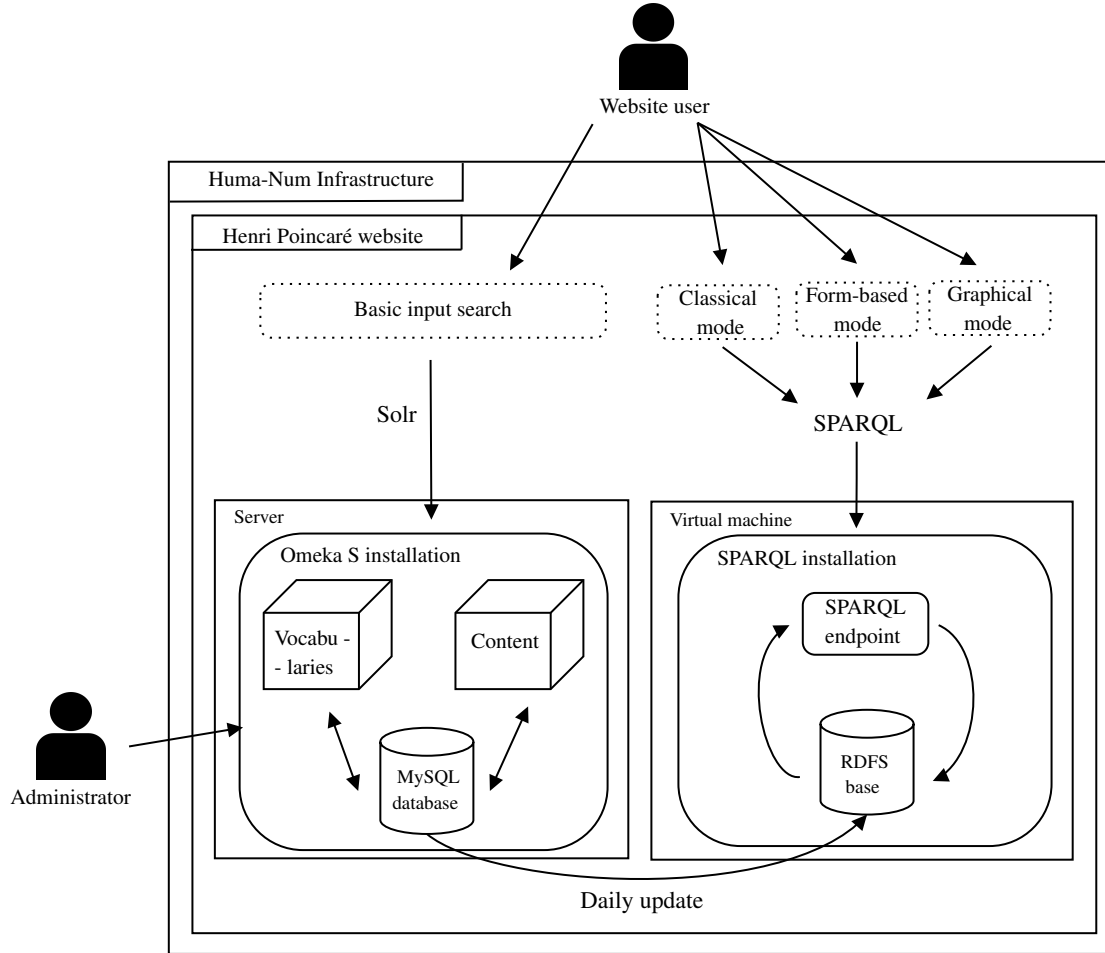 Website user
Huma-Num Infrastructure
Henri Poincaré website
Basic input search
Classical
mode
Form-based
mode
Graphical
mode
Solr
SPARQL
Server
Omeka S installation
Vocabu -
- laries
Content
MySQL
database
Virtual machine
SPARQL installation
SPARQL
endpoint
RDFS
base
Administrator
Daily update